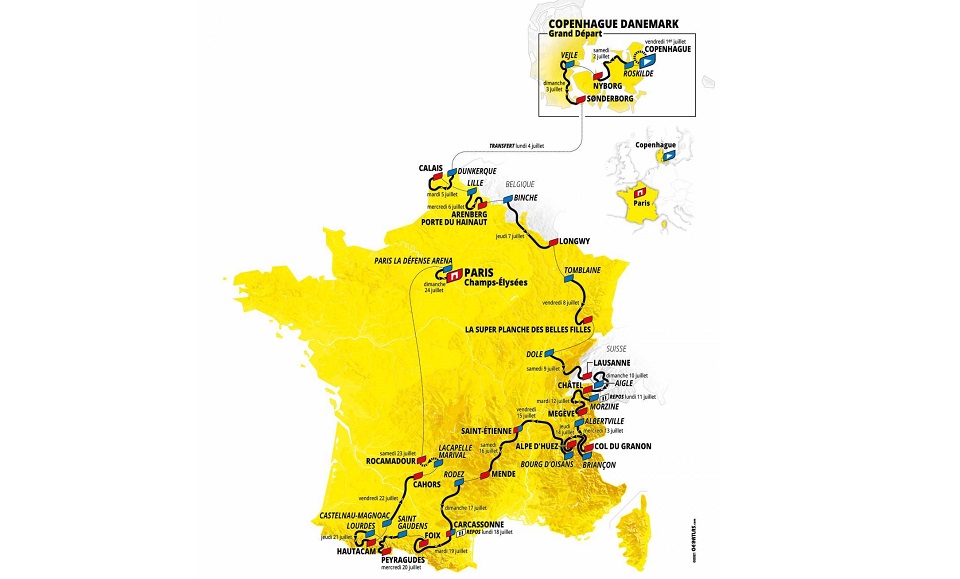 COPENHAGUE DANEMARK
Grand Départ
vendredi 1er juillet
COPENHAGUE
samedi
2 juillet
VEJLE
ROSKILDE
dimanche
3 juillet
NYBORG
SØNDERBORG
TRANSFERT lundi 4 juillet
Copenhague
Paris
CALAIS
DUNKERQUE
LILLE
mardi 5 juillet
BELGIQUE
mercredi 6 juillet
BINCHE
ARENBERG
PORTE DU HAINAUT
jeudi 7 juillet
LONGWY
PARIS LA DÉFENSE ARENA
PARIS
Champs-Élysées
dimanche
24 juillet
TOMBLAINE
vendredi 8 juillet
LA SUPER PLANCHE DES BELLES FILLES
DOLE
SUISSE
samedi 9 juillet
LAUSANNE
dimanche 10 juillet
CHÂTEL
AIGLE
mardi 12 juillet
REPOS lundi 11 juillet
MORZINE
MEGÈVE
vendredi
15 juillet
ALBERTVILLE
SAINT-ÉTIENNE
jeudi
14 juillet
mercredi 13 juillet
ALPE D'HUEZ
COL DU GRANON
samedi
16 juillet
BOURG D'OISANS
BRIANÇON
samedi 23 juillet
LACAPELLE
MARIVAL
ROCAMADOUR
RODEZ
MENDE
CAHORS
vendredi 22 juillet
dimanche 17 juillet
CASTELNAU-MAGNOAC
SAINT
GAUDENS
LOURDES
CARCASSONNE
REPOS lundi 18 juillet
jeudi 21 juillet
FOIX
HAUTACAM
mardi 19 juillet
PEYRAGUDES
mercredi 20 juillet